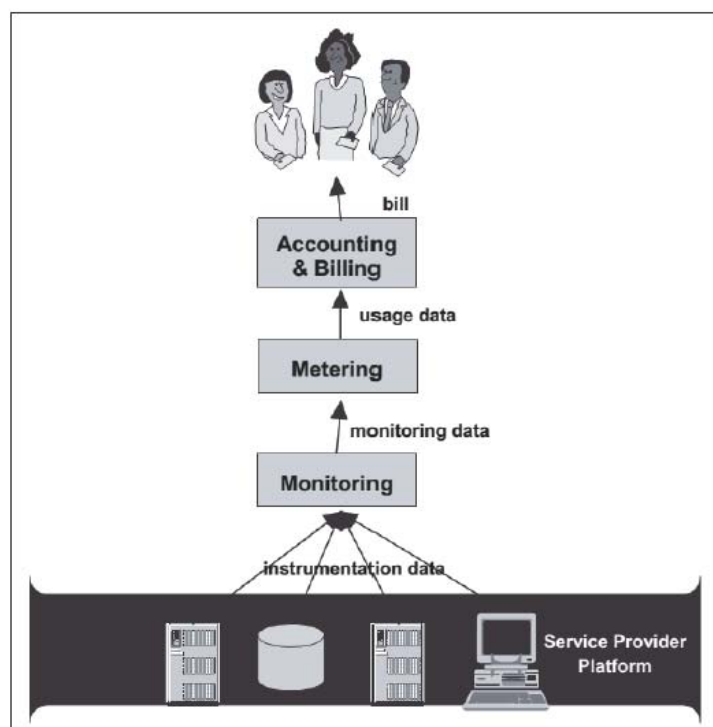 bill
Accounting
& Billing
usage data
Metering
monitoring data
Monitoring
instrumentation data
Service Provider
Platform